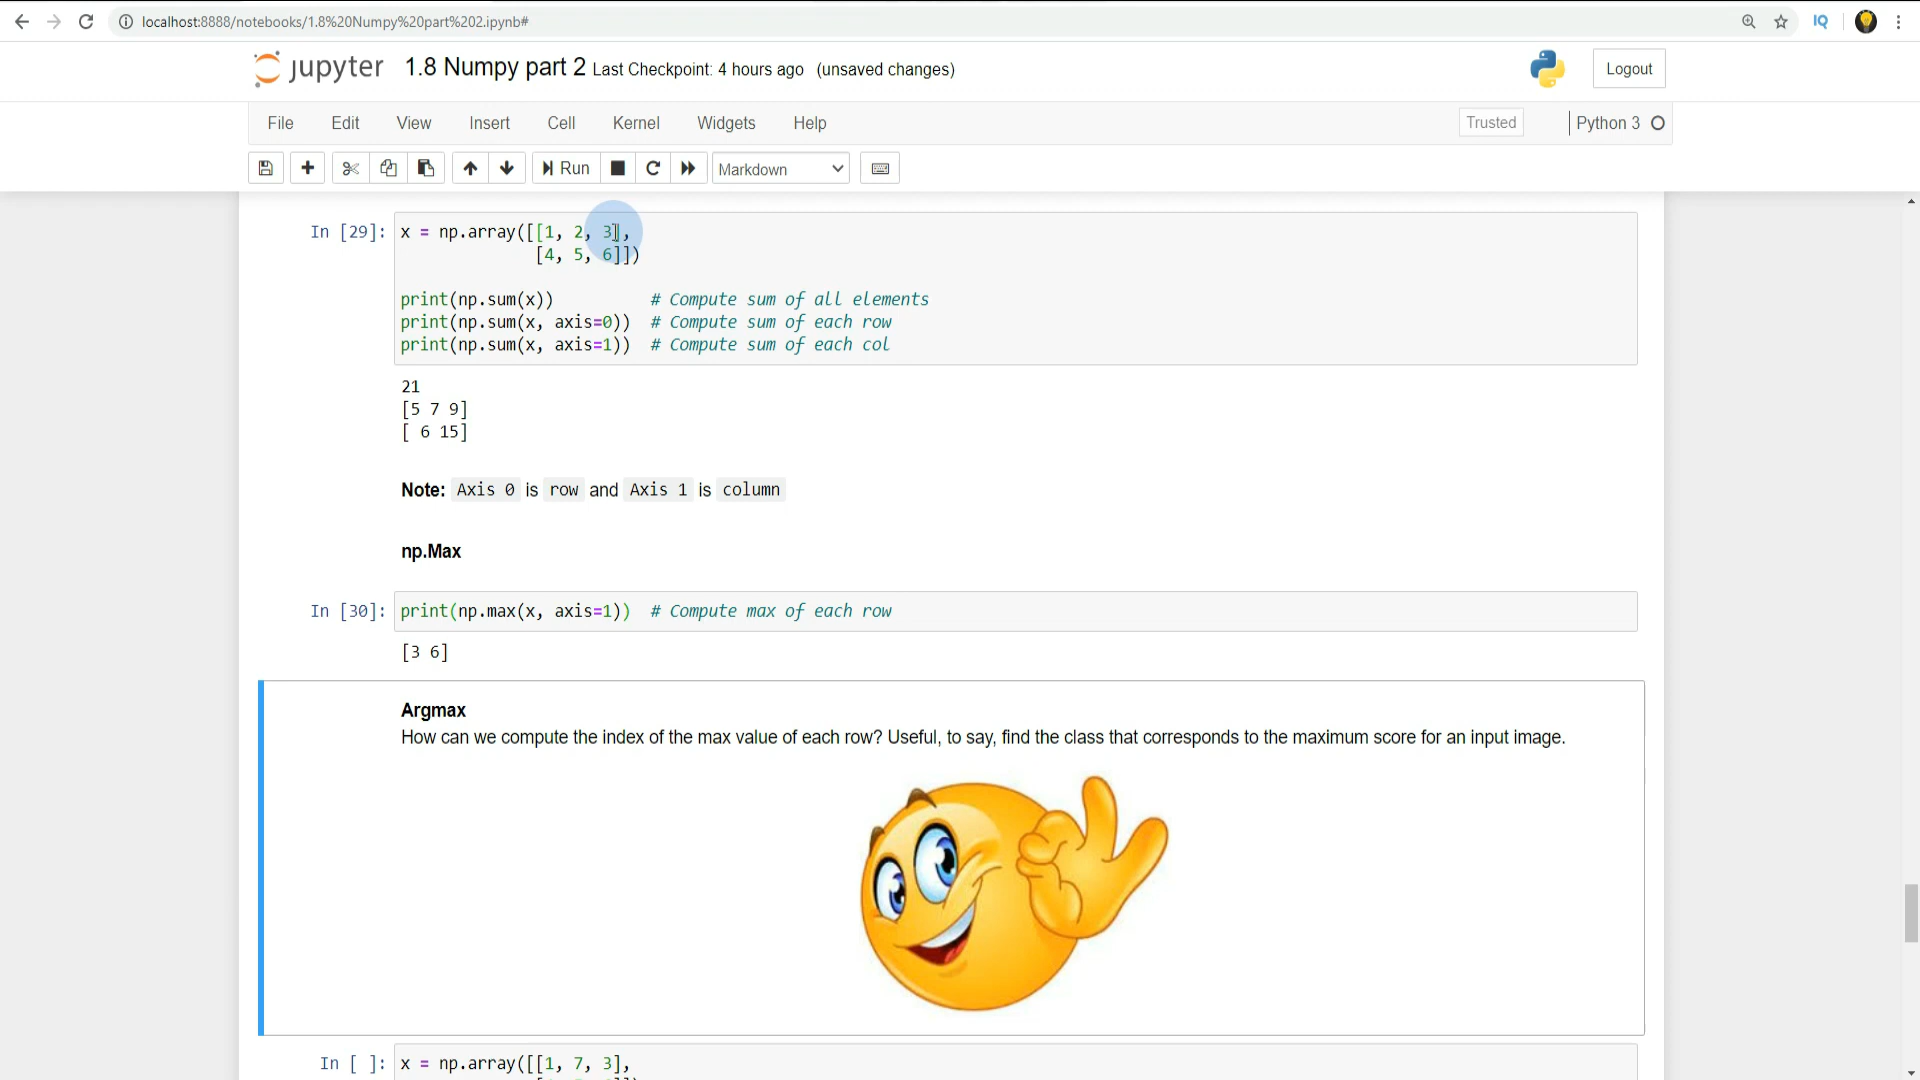 localhost:8888/notebooks/1.8%20Numpy%20part%202.ipynb#
IQ
jupyter 1.8 Numpy part 2 Last Checkpoint: 4 hours ago (unsaved changes)
Logout
File Edit View Insert Cell Kernel Widgets Help
Trusted
Python 3
Run
Markdown
In [29]: x = np.array([[1, 2, 3],
[4, 5, 6]])
print(np.sum(x)) # Compute sum of all elements
print(np.sum(x, axis=0)) # Compute sum of each row
print(np.sum(x, axis=1)) # Compute sum of each col
21
[5 7 9]
[ 6 15]
Note: Axis 0 is row and Axis 1 is column
np.Max
In [30]: print(np.max(x, axis=1)) # Compute max of each row
[3 6]
Argmax
How can we compute the index of the max value of each row? Useful, to say, find the class that corresponds to the maximum score for an input image.
In [ ]: x = np.array([[1, 7, 3],